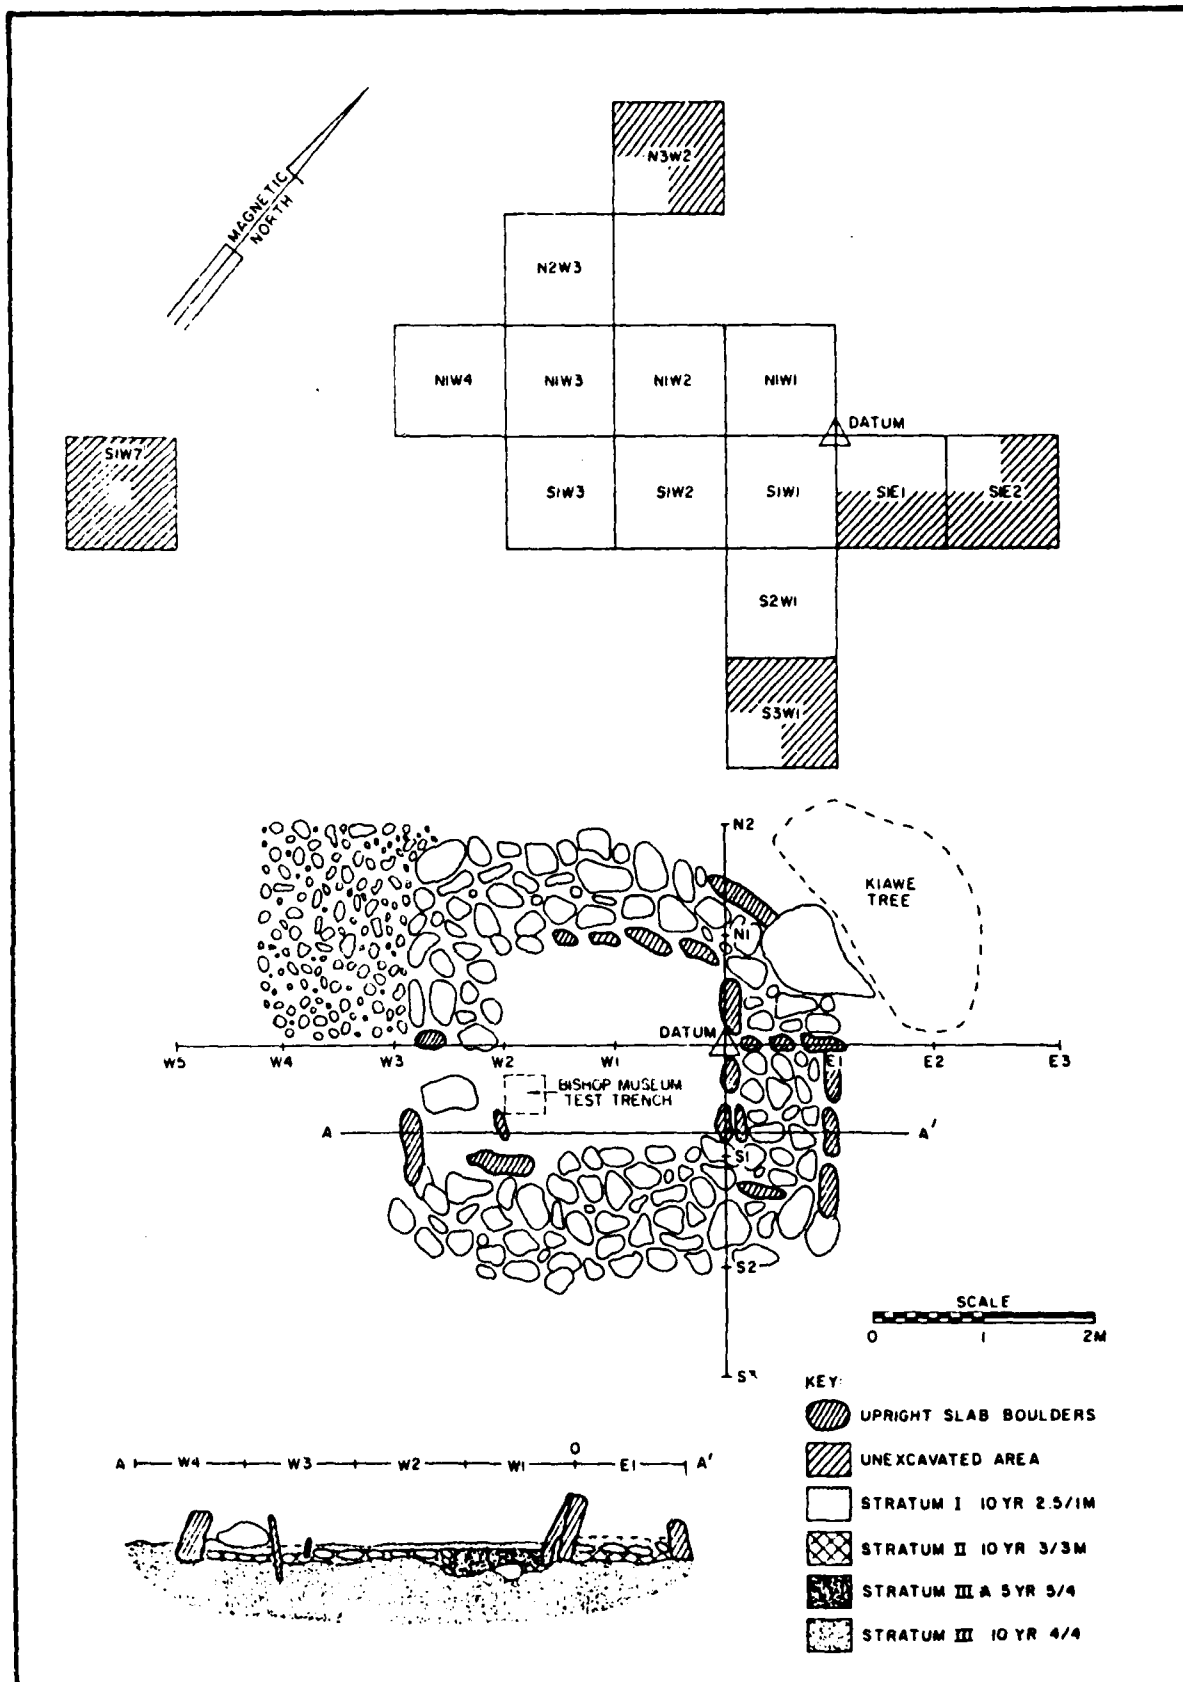 MAGNETIC
NORTH
N3W2
N2W3
N1W4
N1W3
N1W2
N1W1
DATUM
S1W7
S1W3
S1W2
S1W1
S1E1
S1E2
S2W1
S3W1
N2
KIAWE
TREE
N1
DATUM
W5
W4
W3
W2
W1
E1
E2
E3
BISHOP MUSEUM
TEST TRENCH
A
A'
S1
S2
SCALE
0 1 2M
KEY:
UPRIGHT SLAB BOULDERS
UNEXCAVATED AREA
STRATUM I 10 YR 2.5/1M
STRATUM II 10 YR 3/3M
STRATUM III A 5 YR 5/4
STRATUM III 10 YR 4/4
0
A W4 W3 W2 W1 E1 A'